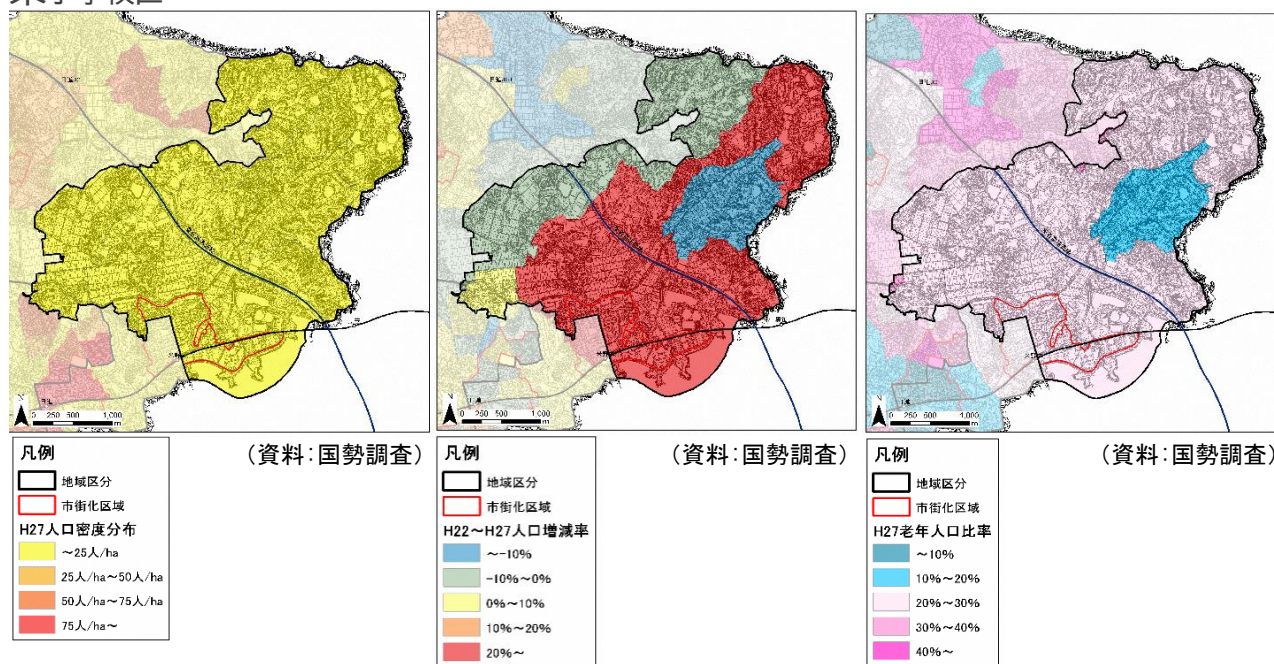 (資料:国勢調査)
(資料:国勢調査)
(資料:国勢調査)
N
0 250 500 1,000
m
N
0 250 500 1,000
m
N
0 250 500 1,000
m
凡例
地域区分
市街化区域
H27人口密度分布
～25人/ha
25人/ha～50人/ha
50人/ha～75人/ha
75人/ha～
凡例
地域区分
市街化区域
H22～H27人口増減率
～-10%
-10%～0%
0%～10%
10%～20%
20%～
凡例
地域区分
市街化区域
H27老年人口比率
～10%
10%～20%
20%～30%
30%～40%
40%～